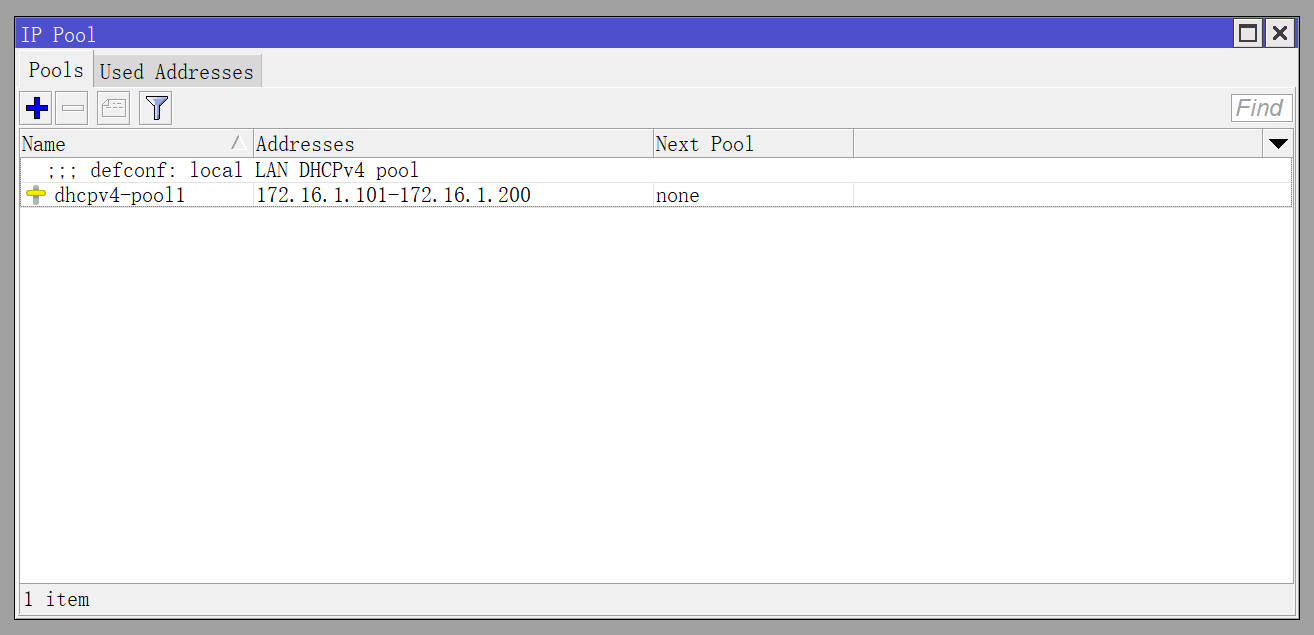 IP Pool
Pools Used Addresses
Find
Name Addresses Next Pool
;;; defconf: local LAN DHCPv4 pool
dhcpv4-pool1 172.16.1.101-172.16.1.200 none
1 item